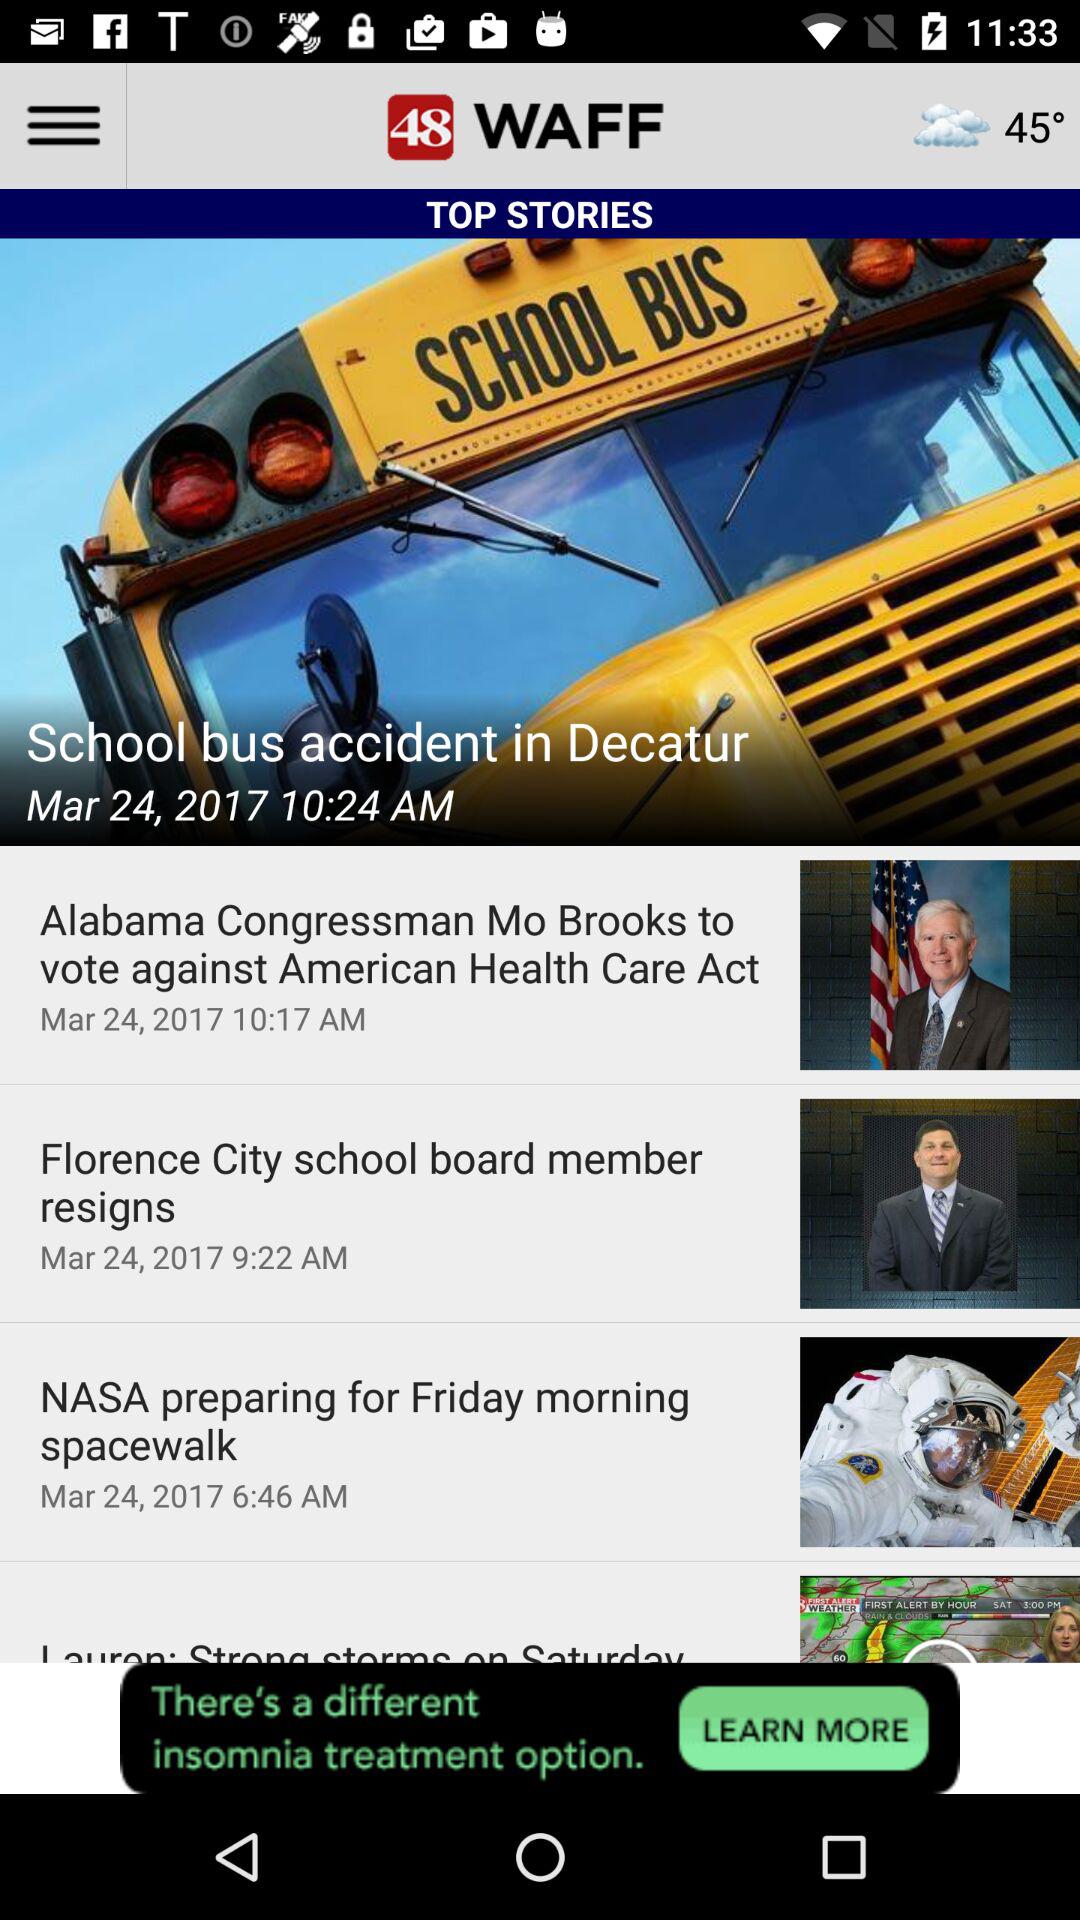 FAKE
11:33
48 WAFF
45°
TOP STORIES
SCHOOL BUS
School bus accident in Decatur
Mar 24, 2017 10:24 AM
Alabama Congressman Mo Brooks to
vote against American Health Care Act
Mar 24, 2017 10:17 AM
Florence City school board member
resigns
Mar 24, 2017 9:22 AM
NASA preparing for Friday morning
spacewalk
Mar 24, 2017 6:46 AM
Lauren: Strong storms on Saturday
FIRST ALERT
WEATHER
FIRST ALERT BY HOUR SAT 3:00 PM
RAIN & CLOUDS RAIN
60
There's a different
insomnia treatment option.
LEARN MORE